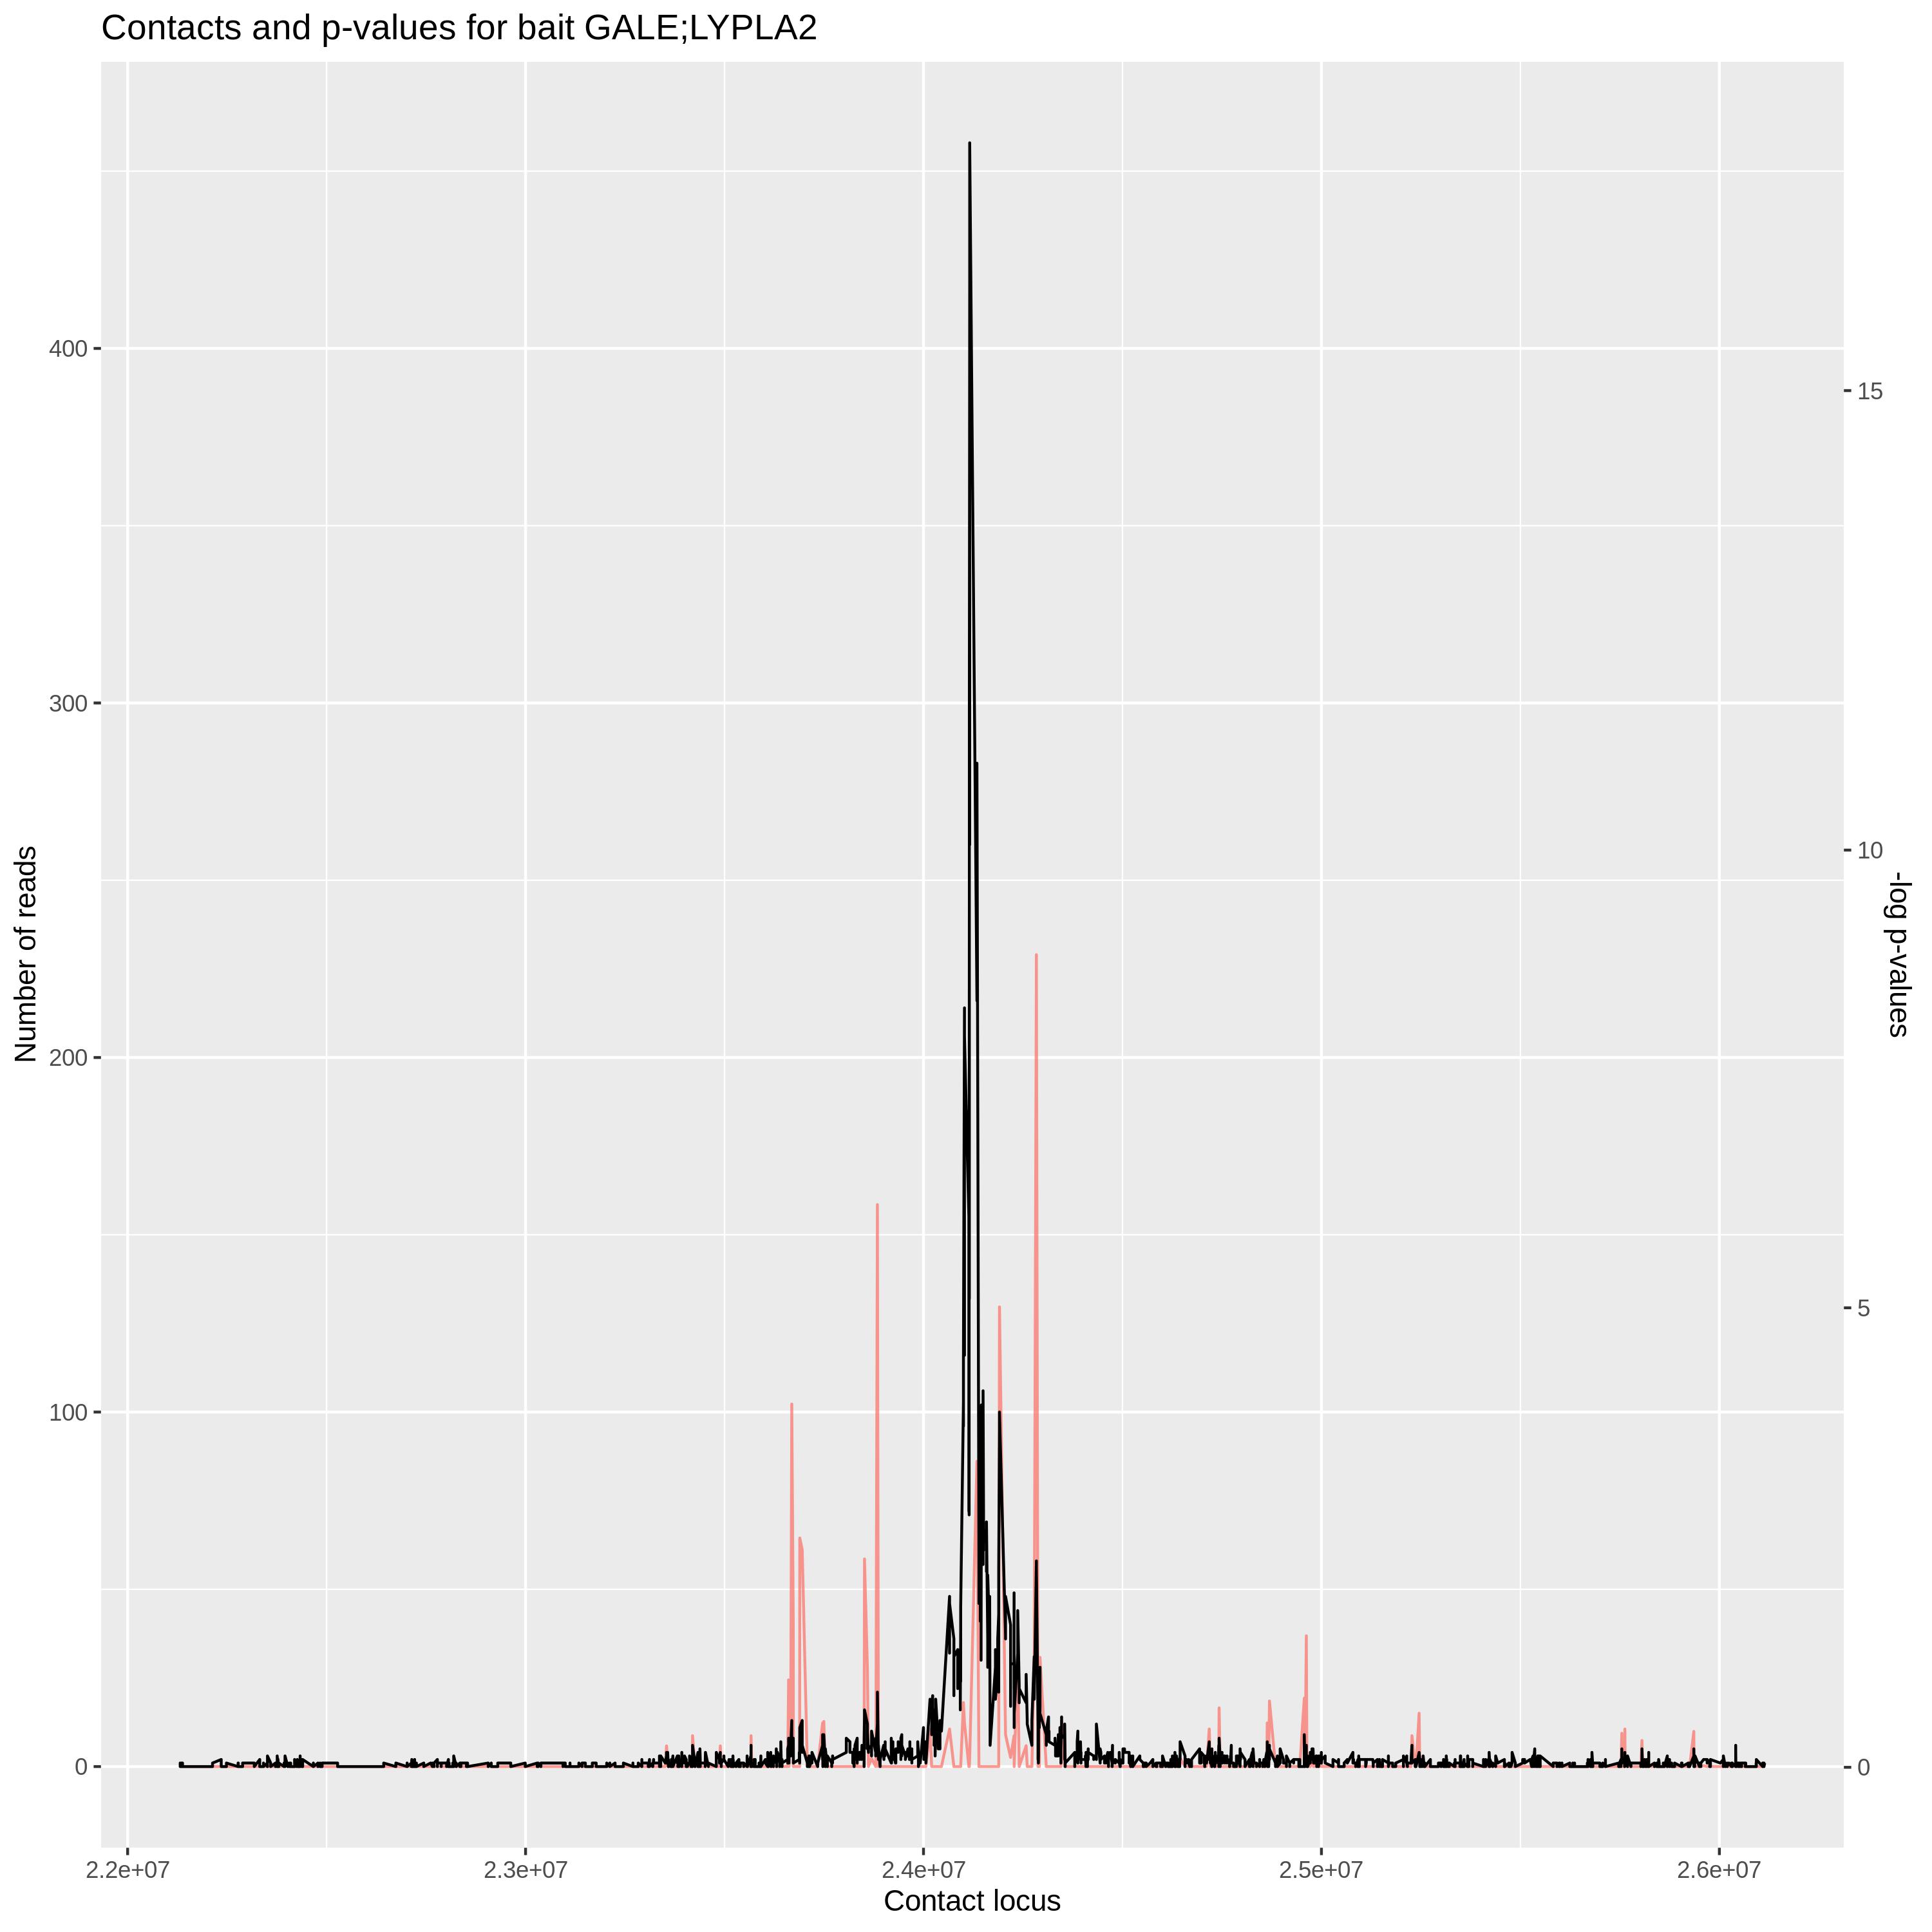 Contacts and p-values for bait GALE;LYPLA2
Number of reads
400
300
200
100
0
15
10
5
0
-log p-values
2.2e+07
2.3e+07
2.4e+07
2.5e+07
2.6e+07
Contact locus